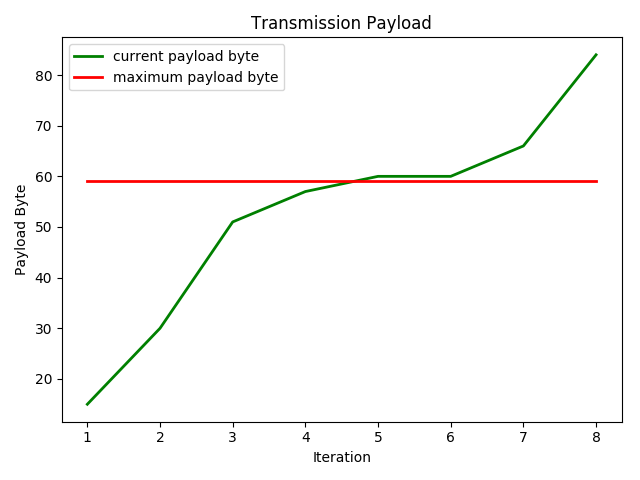 Transmission Payload
current payload byte
maximum payload byte
80
70
60
50
40
30
20
Payload Byte
1 2 3 4 5 6 7 8
Iteration